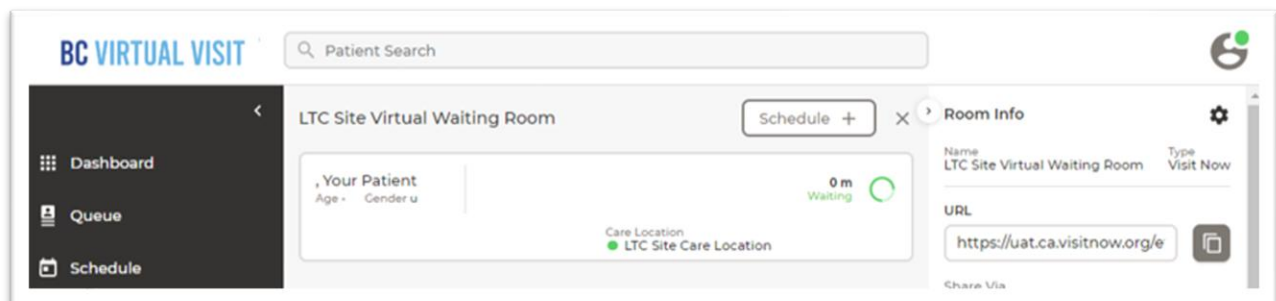 BC VIRTUAL VISIT
Patient Search
LTC Site Virtual Waiting Room
Schedule +
Room Info
Dashboard
Queue
Schedule
, Your Patient
Age - Gender u
0 m
Waiting
Care Location
LTC Site Care Location
Name
LTC Site Virtual Waiting Room
Type
Visit Now
URL
https://uat.ca.visitnow.org/e
Share Via